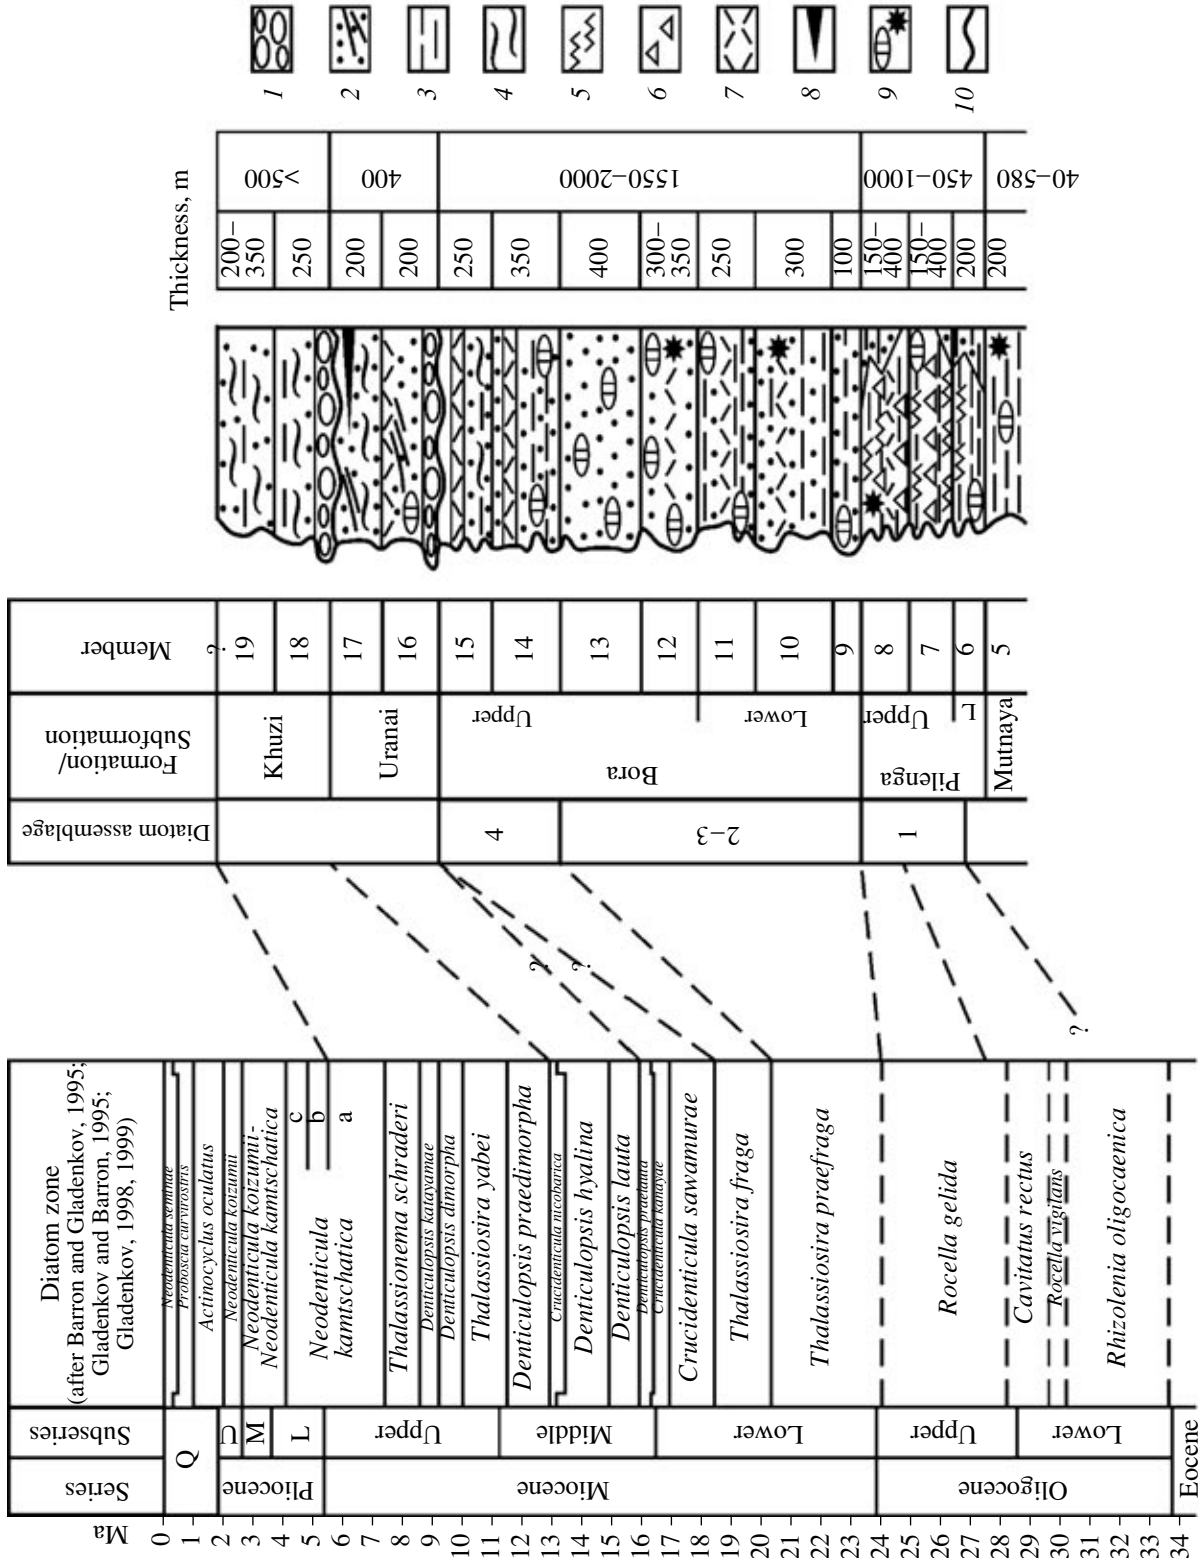 1
2
3
4
5
6
7
8
9
10
Thickness, m
>500
400
1550–2000
450–1000
40–580
200–
350
250
200
200
250
350
400
300–
350
250
300
100
150–
400
150–
400
200
200
Member
?
19
18
17
16
15
14
13
12
11
10
9
8
7
6
5
Formation/
Subformation
Khuzi
Uranai
Bora
Upper
Lower
Pilenga
Upper
L
Mutnaya
Diatom assemblage
4
2–3
1
?
?
?
Diatom zone
(after Barron and Gladenkov, 1995;
Gladenkov and Barron, 1995;
Gladenkov, 1998, 1999)
Neodenticula seminae
Proboscia curvirostris
Actinocyclus oculatus
Neodenticula koizumii
Neodenticula koizumii-
Neodenticula kamtschatica
Neodenticula
kamtschatica
c
b
a
Thalassionema schraderi
Denticulopsis katayamae
Denticulopsis dimorpha
Thalassiosira yabei
Denticulopsis praedimorpha
Crucidenticula nicobarica
Denticulopsis hyalina
Denticulopsis lauta
Denticulopsis praelauta
Crucidenticula kanayae
Crucidenticula sawamurae
Thalassiosira fraga
Thalassiosira praefraga
Rocella gelida
Cavitatus rectus
Rocella vigilans
Rhizolenia oligocaenica
Subseries
U
M
L
Upper
Middle
Lower
Upper
Lower
Series
Q
Pliocene
Miocene
Oligocene
Eocene
Ma
0
1
2
3
4
5
6
7
8
9
10
11
12
13
14
15
16
17
18
19
20
21
22
23
24
25
26
27
28
29
30
31
32
33
34